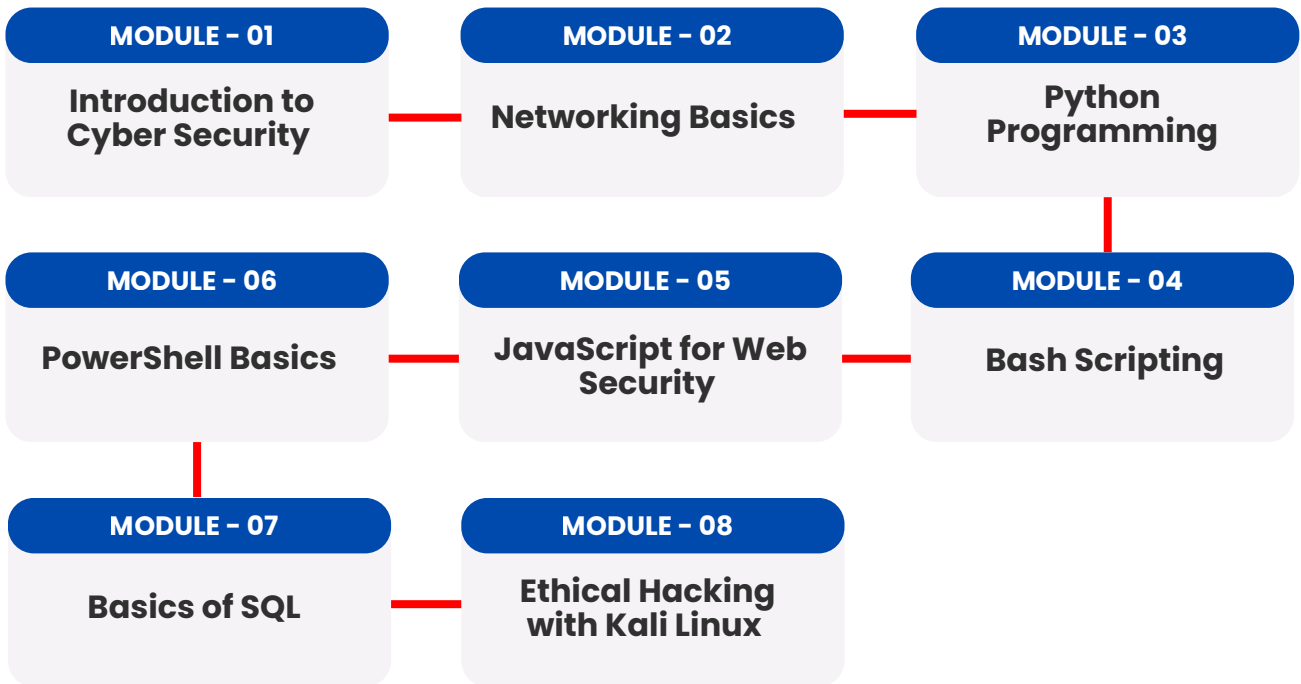 MODULE - 01
Introduction to
Cyber Security
MODULE - 02
Networking Basics
MODULE - 03
Python
Programming
MODULE - 04
Bash Scripting
MODULE - 05
JavaScript for Web
Security
MODULE - 06
PowerShell Basics
MODULE - 07
Basics of SQL
MODULE - 08
Ethical Hacking
with Kali Linux